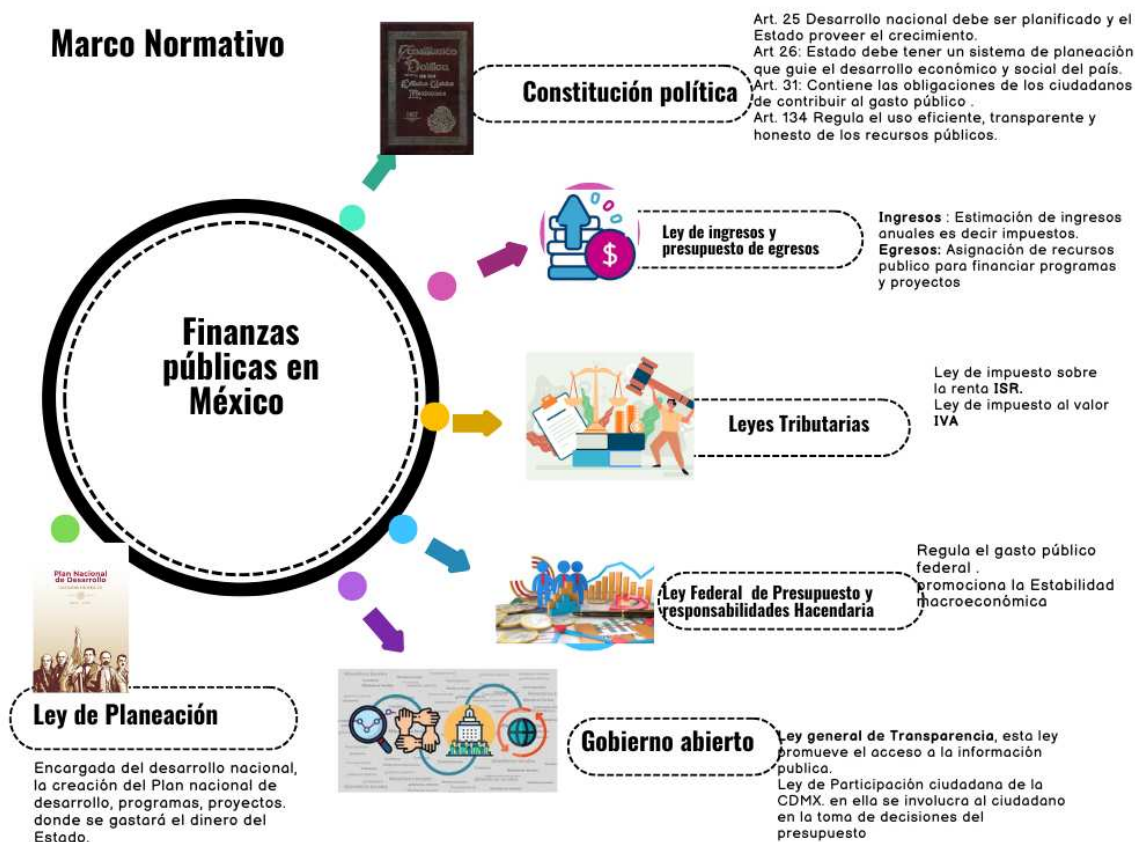 Marco Normativo
Constitución política
Art. 25 Desarrollo nacional debe ser planificado y el
Estado proveer el crecimiento.
Art 26: Estado debe tener un sistema de planeación
que guie el desarrollo económico y social del país.
Art. 31: Contiene las obligaciones de los ciudadanos
de contribuir al gasto público .
Art. 134 Regula el uso eficiente, transparente y
honesto de los recursos públicos.
Ley de ingresos y
presupuesto de egresos
Ingresos : Estimación de ingresos
anuales es decir impuestos.
Egresos: Asignación de recursos
publico para financiar programas
y proyectos
Finanzas
públicas en
México
Leyes Tributarias
Ley de impuesto sobre
la renta ISR.
Ley de impuesto al valor
IVA
Ley Federal de Presupuesto y
responsabilidades Hacendaria
Regula el gasto público
federal .
promociona la Estabilidad
macroeconómica
Plan Nacional
de Desarrollo
Ley de Planeación
Encargada del desarrollo nacional,
la creación del Plan nacional de
desarrollo, programas, proyectos.
donde se gastará el dinero del
Estado.
Gobierno abierto
Ley general de Transparencia, esta ley
promueve el acceso a la información
publica.
Ley de Participación ciudadana de la
CDMX. en ella se involucra al ciudadano
en la toma de decisiones del
presupuesto